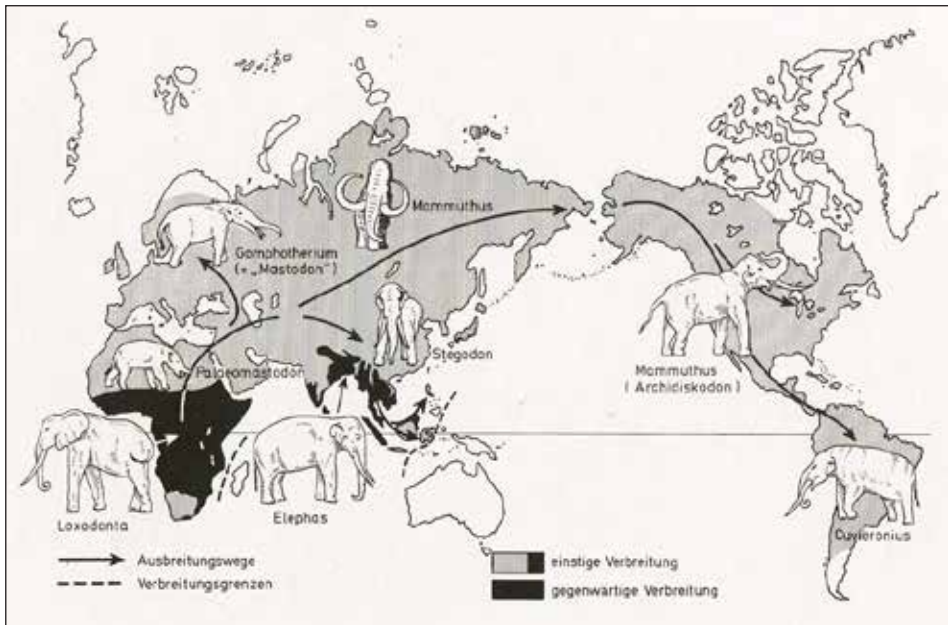 Mammuthus
Gomphotherium
(= „Mastodon")
Stegodon
Palaeomastodon
Mammuthus
(Archidiskodon)
Loxodonta
Elephas
Cuvieronius
Ausbreitungswege
Verbreitungsgrenzen
einstige Verbreitung
gegenwärtige Verbreitung